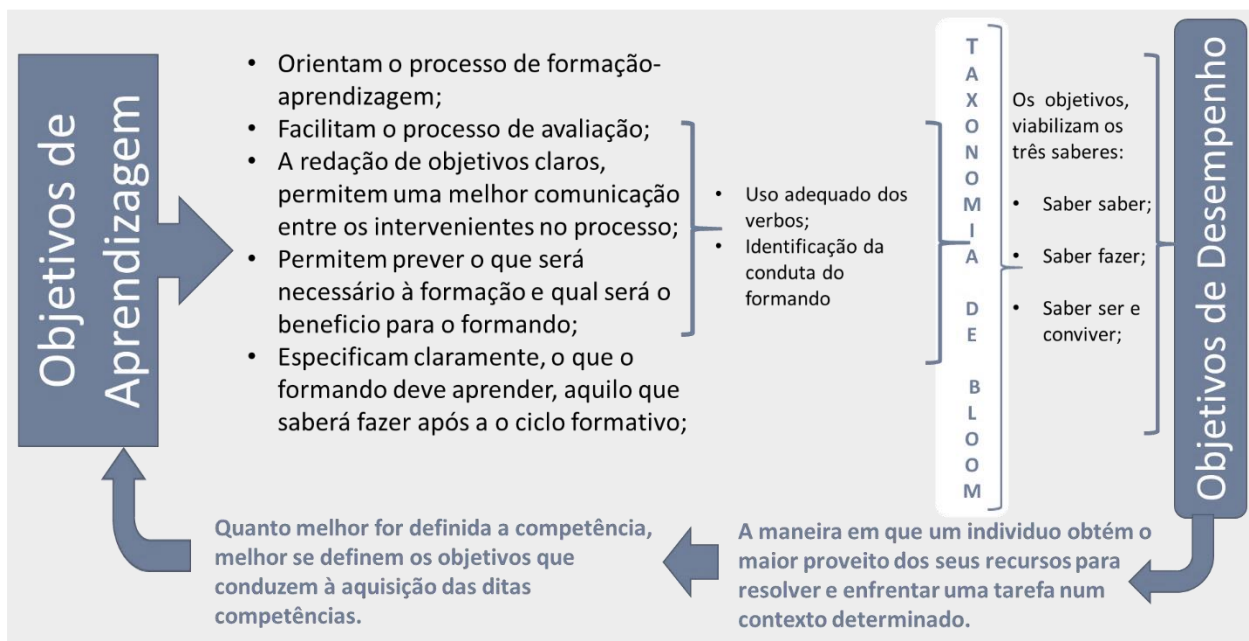 Objetivos de
Aprendizagem
• Orientam o processo de formação-
aprendizagem;
• Facilitam o processo de avaliação;
• A redação de objetivos claros,
permitem uma melhor comunicação
entre os intervenientes no processo;
• Permitem prever o que será
necessário à formação e qual será o
beneficio para o formando;
• Especificam claramente, o que o
formando deve aprender, aquilo que
saberá fazer após a o ciclo formativo;
• Uso adequado dos
verbos;
• Identificação da
conduta do
formando
T
A
X
O
N
O
M
I
A
D
E
B
L
O
O
M
Os objetivos,
viabilizam os
três saberes:
• Saber saber;
• Saber fazer;
• Saber ser e
conviver;
Objetivos de Desempenho
A maneira em que um individuo obtém o
maior proveito dos seus recursos para
resolver e enfrentar uma tarefa num
contexto determinado.
Quanto melhor for definida a competência,
melhor se definem os objetivos que
conduzem à aquisição das ditas
competências.